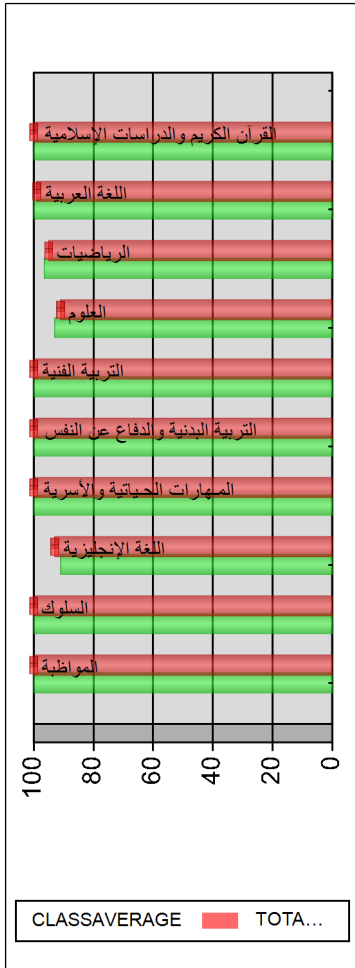 القرآن الكريم والدراسات الإسلامية
اللغة العربية
الرياضيات
العلوم
التربية الفنية
التربية البدنية والدفاع عن النفس
المهارات الحياتية والأسرية
اللغة الإنجليزية
السلوك
المواظبة
100 80 60 40 20 0
CLASSAVERAGE TOTA...